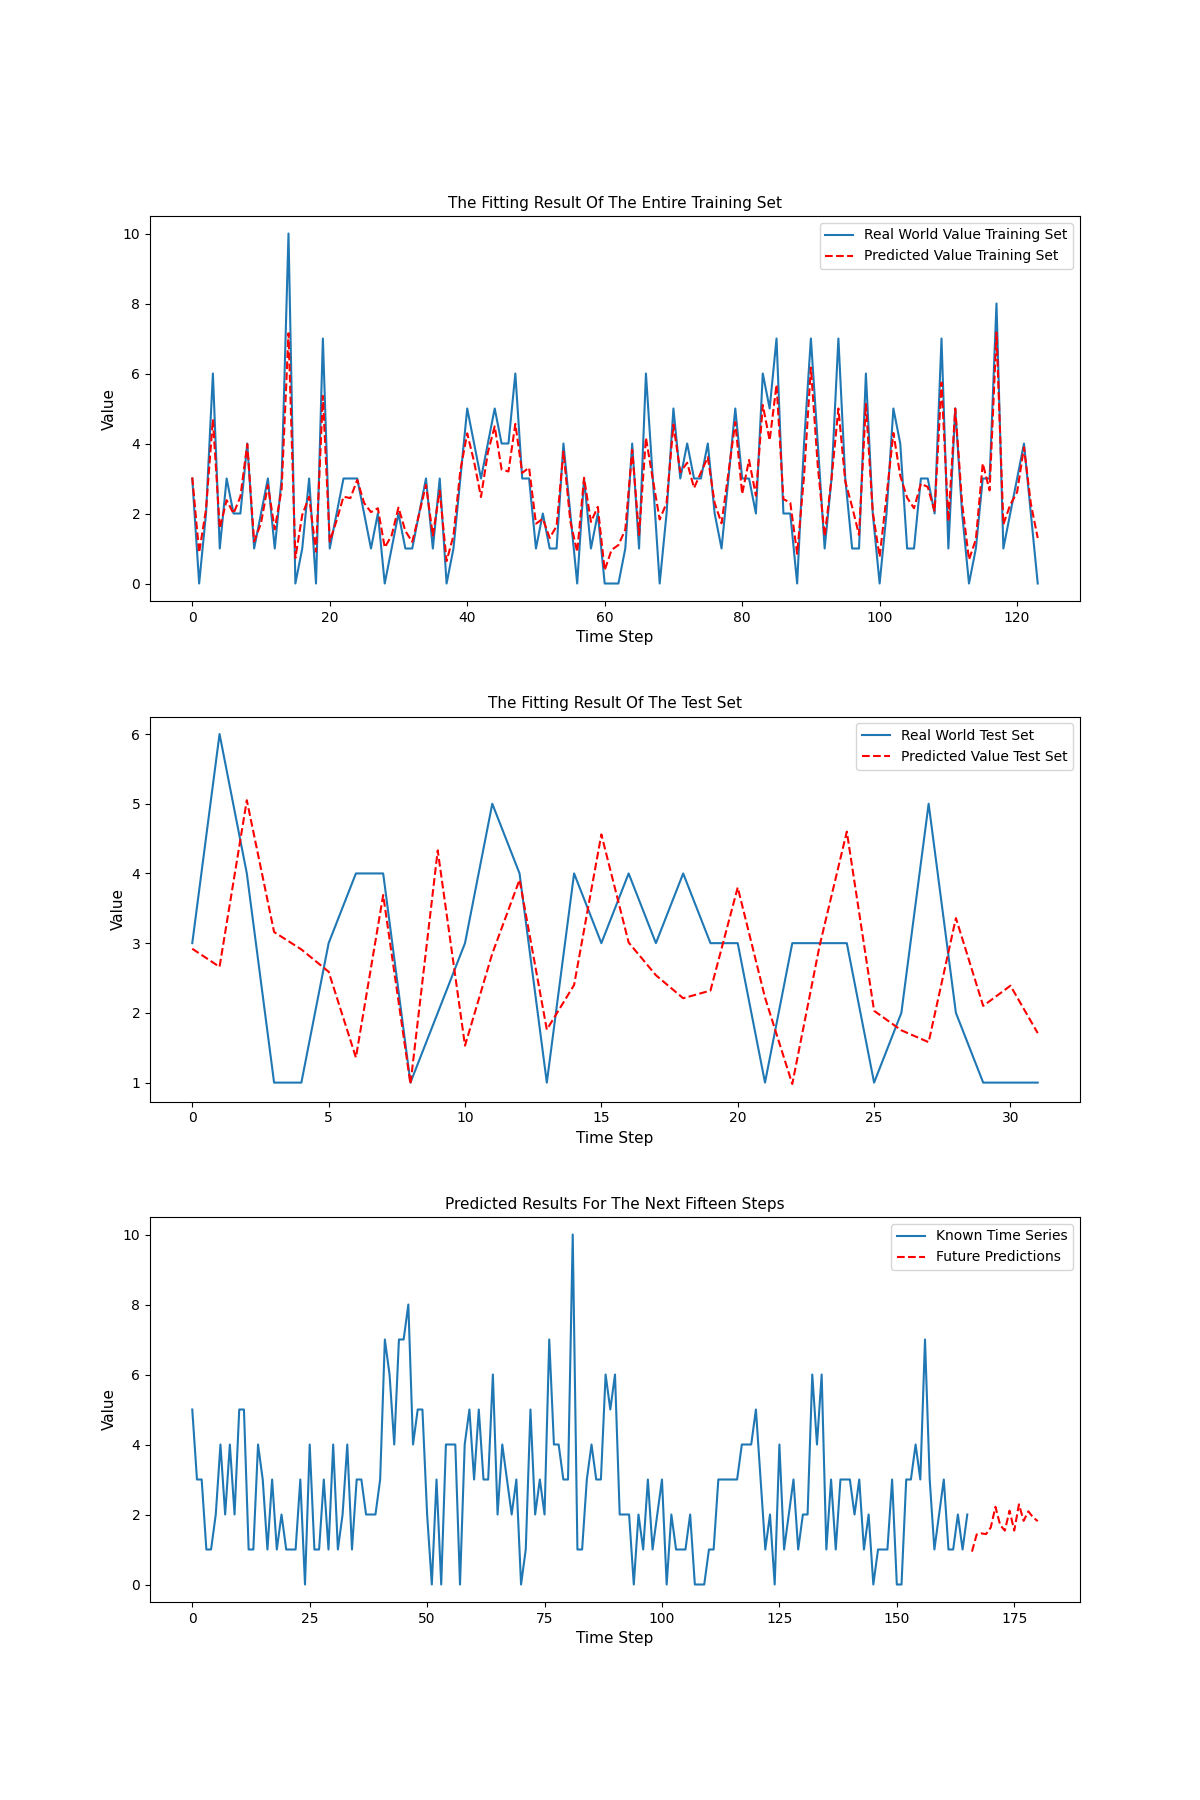 The Fitting Result Of The Entire Training Set
Real World Value Training Set
Predicted Value Training Set
Value
10
8
6
4
2
0
0 20 40 60 80 100 120
Time Step
The Fitting Result Of The Test Set
Real World Test Set
Predicted Value Test Set
Value
6
5
4
3
2
1
0 5 10 15 20 25 30
Time Step
Predicted Results For The Next Fifteen Steps
Known Time Series
Future Predictions
Value
10
8
6
4
2
0
0 25 50 75 100 125 150 175
Time Step